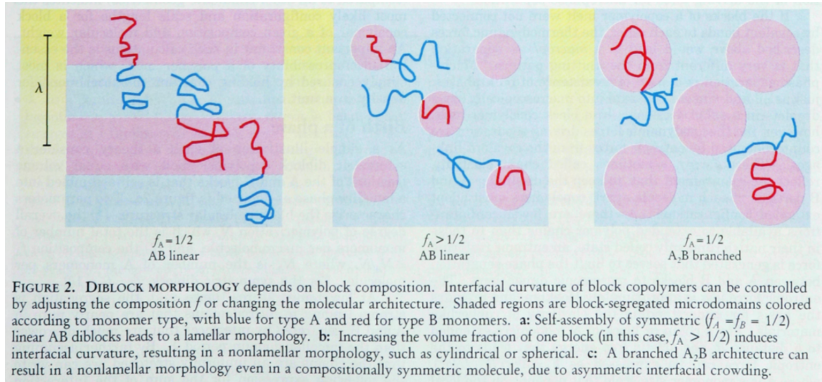 λ
f_A = 1/2
AB linear
f_A > 1/2
AB linear
f_A = 1/2
A₂B branched
FIGURE 2. DIBLOCK MORPHOLOGY depends on block composition. Interfacial curvature of block copolymers can be controlled
by adjusting the composition f or changing the molecular architecture. Shaded regions are block-segregated microdomains colored
according to monomer type, with blue for type A and red for type B monomers. a: Self-assembly of symmetric (f_A = f_B = 1/2)
linear AB diblocks leads to a lamellar morphology. b: Increasing the volume fraction of one block (in this case, f_A > 1/2) induces
interfacial curvature, resulting in a nonlamellar morphology, such as cylindrical or spherical. c: A branched A₂B architecture can
result in a nonlamellar morphology even in a compositionally symmetric molecule, due to asymmetric interfacial crowding.